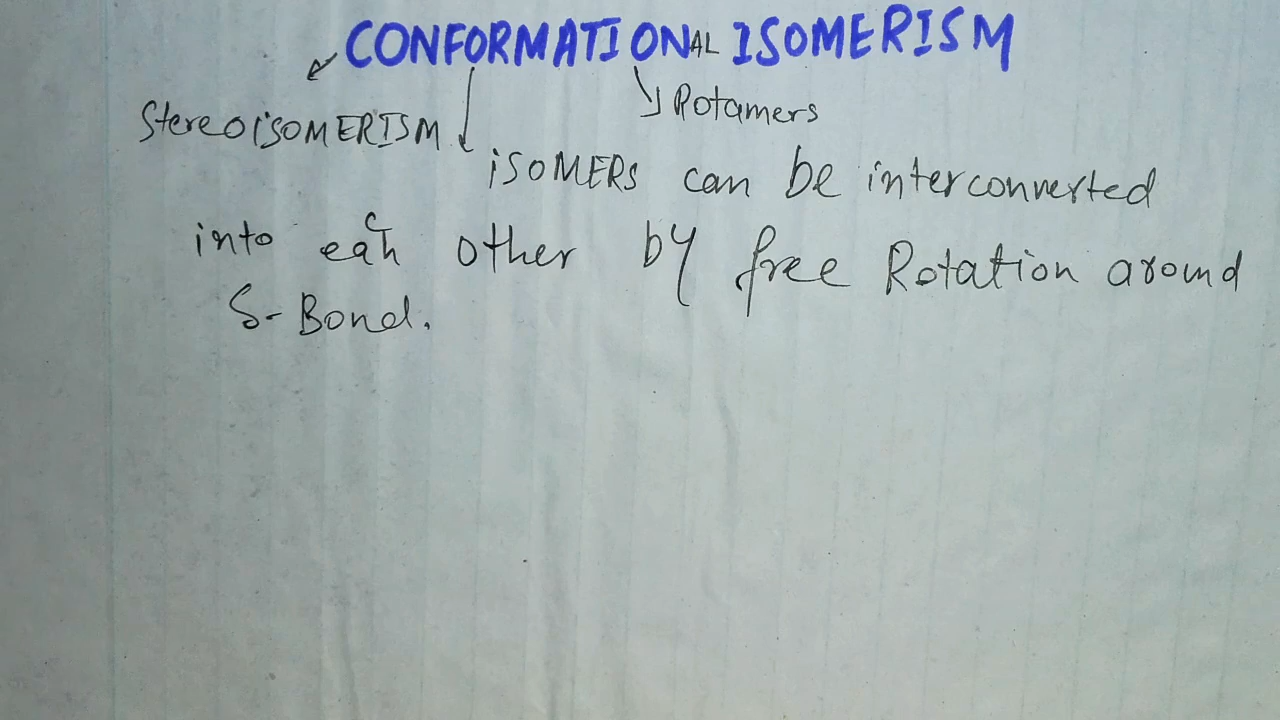 CONFORMATIONAL ISOMERISM
StereoisOMERISM
Rotamers
iSOMERS can be interconverted
into each other by free Rotation around
S-Bond.